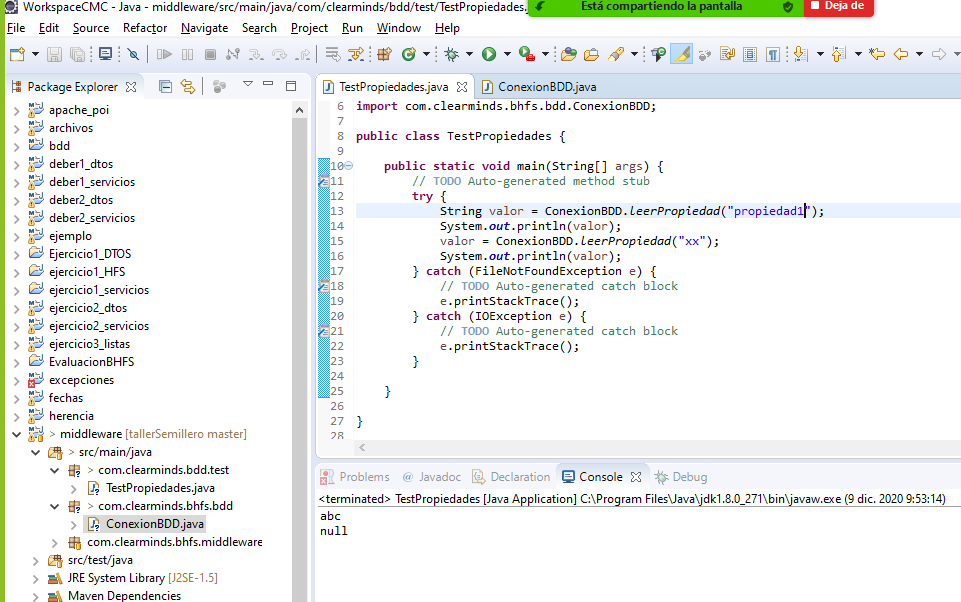 WorkspaceCMC - Java - middleware/src/main/java/com/clearminds/bdd/test/TestPropiedades.
Está compartiendo la pantalla
Deja de
File Edit Source Refactor Navigate Search Project Run Window Help
Package Explorer
apache_poi
archivos
bdd
deber1_dtos
deber1_servicios
deber2_dtos
deber2_servicios
ejemplo
Ejercicio1_DTOS
ejercicio1_HFS
ejercicio1_servicios
ejercicio2_dtos
ejercicio2_servicios
ejercicio3_listas
EvaluacionBHFS
excepciones
fechas
herencia
> middleware [tallerSemillero master]
> src/main/java
> com.clearminds.bdd.test
TestPropiedades.java
> com.clearminds.bhfs.bdd
ConexionBDD.java
com.clearminds.bhfs.middleware
src/test/java
JRE System Library [J2SE-1.5]
Maven Dependencies
TestPropiedades.java ConexionBDD.java
6 import com.clearminds.bhfs.bdd.ConexionBDD;
7
8 public class TestPropiedades {
9
10 public static void main(String[] args) {
11 // TODO Auto-generated method stub
12 try {
13 String valor = ConexionBDD.leerPropiedad("propiedad1");
14 System.out.println(valor);
15 valor = ConexionBDD.leerPropiedad("xx");
16 System.out.println(valor);
17 } catch (FileNotFoundException e) {
18 // TODO Auto-generated catch block
19 e.printStackTrace();
20 } catch (IOException e) {
21 // TODO Auto-generated catch block
22 e.printStackTrace();
23 }
24
25 }
26
27 }
28
Problems @ Javadoc Declaration Console Debug
<terminated> TestPropiedades [Java Application] C:\Program Files\Java\jdk1.8.0_271\bin\javaw.exe (9 dic. 2020 9:53:14)
abc
null